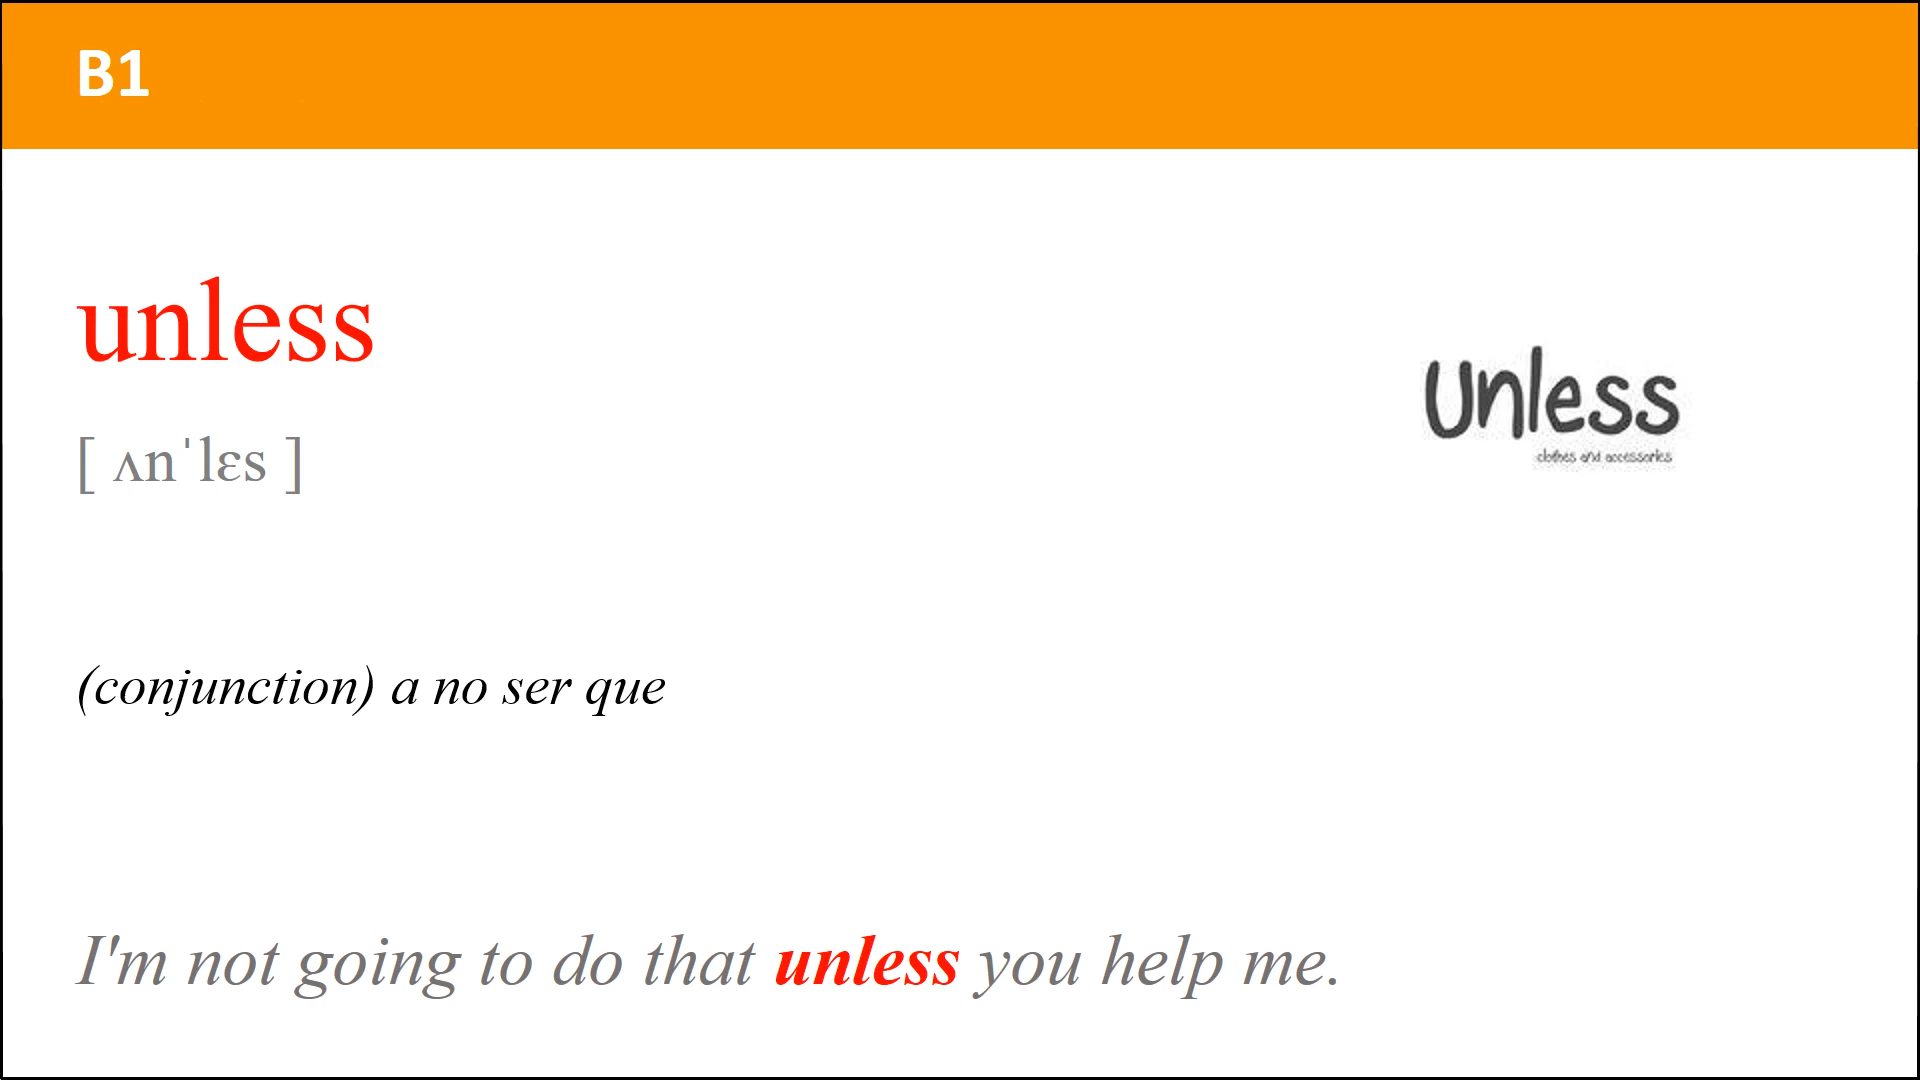 B1
unless
[ ʌnˈlɛs ]
Unless
clothes and accessories
(conjunction) a no ser que
I'm not going to do that unless you help me.